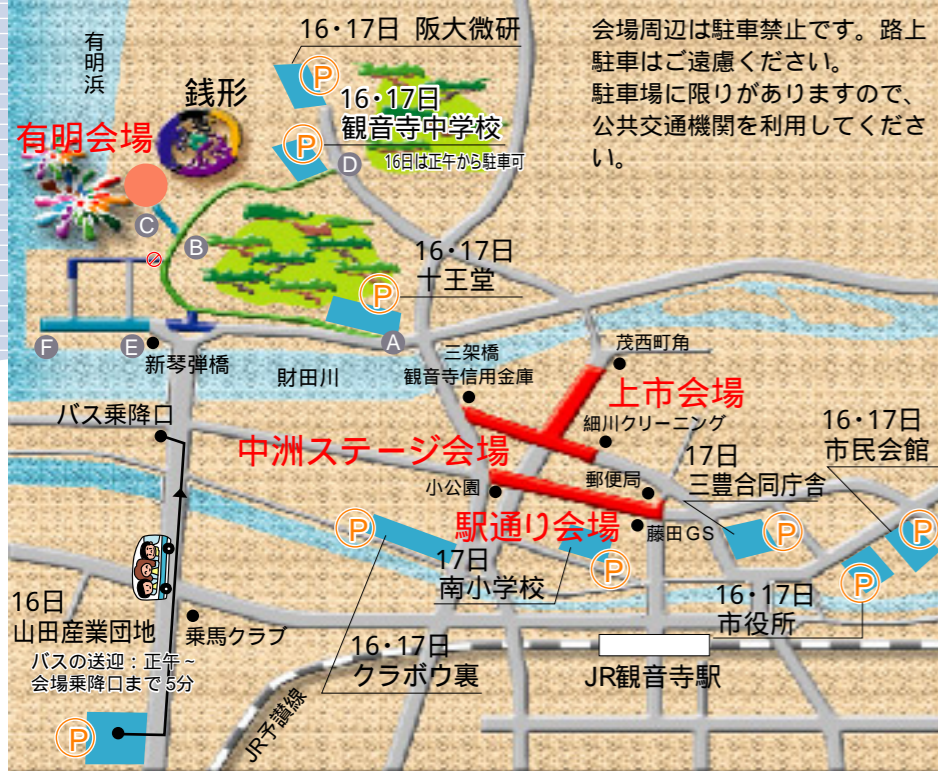 会場周辺は駐車禁止です。路上
駐車はご遠慮ください。
駐車場に限りがありますので、
公共交通機関を利用してくださ
い。
16・17日 阪大微研
P
有明浜
銭形
16・17日
観音寺中学校
16日は正午から駐車可
P
D
有明会場
C
B
16・17日
十王堂
P
A
F
E
新琴弾橋
財田川
三架橋
観音寺信用金庫
茂西町角
上市会場
細川クリーニング
バス乗降口
中洲ステージ会場
小公園
郵便局
17日
三豊合同庁舎
P
16・17日
市民会館
P
駅通り会場
藤田GS
P
17日
南小学校
P
16・17日
市役所
P
16日
山田産業団地
バスの送迎：正午~
会場乗降口まで5分
P
乗馬クラブ
16・17日
クラボウ裏
JR観音寺駅
JR予讃線